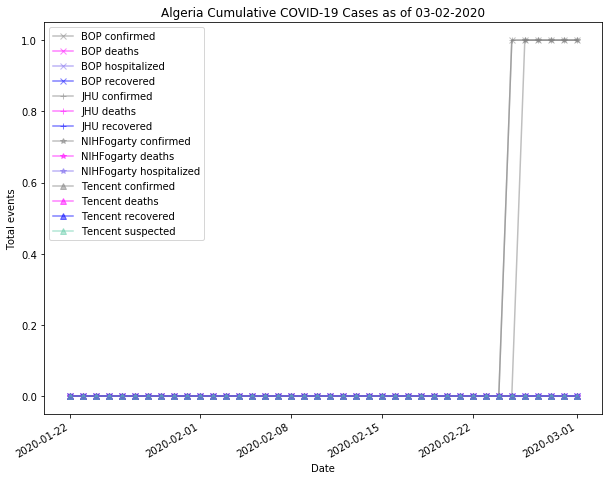 Algeria Cumulative COVID-19 Cases as of 03-02-2020
BOP confirmed
BOP deaths
BOP hospitalized
BOP recovered
JHU confirmed
JHU deaths
JHU recovered
NIHFogarty confirmed
NIHFogarty deaths
NIHFogarty hospitalized
Tencent confirmed
Tencent deaths
Tencent recovered
Tencent suspected
Total events
1.0
0.8
0.6
0.4
0.2
0.0
2020-01-22
2020-02-01
2020-02-08
2020-02-15
2020-02-22
2020-03-01
Date